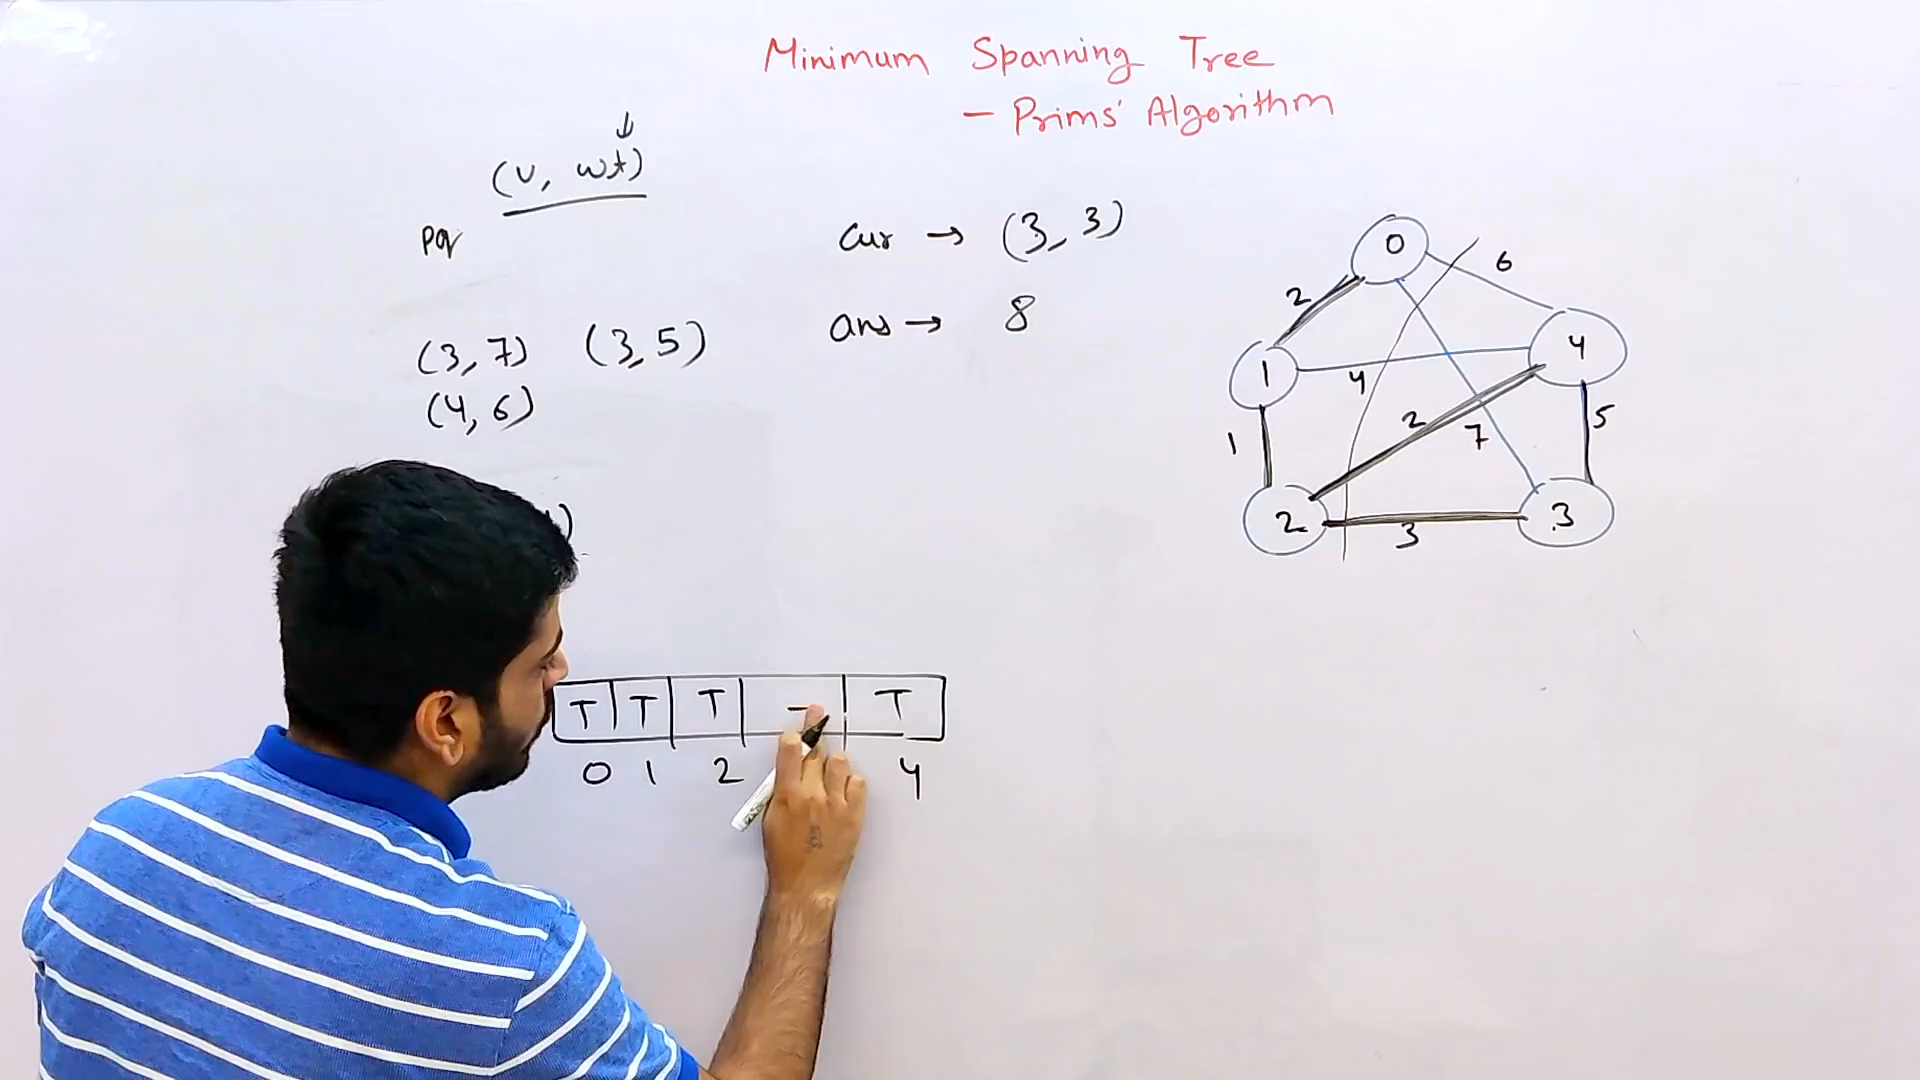 Minimum Spanning Tree
- Prims' Algorithm
↓
(v, wt)
pq
cur → (3, 3)
ans → 8
(3, 7) (3, 5)
(4, 6)
0
6
2
1
4
4
2
7
5
1
2
3
3
T T T T
0 1 2 4